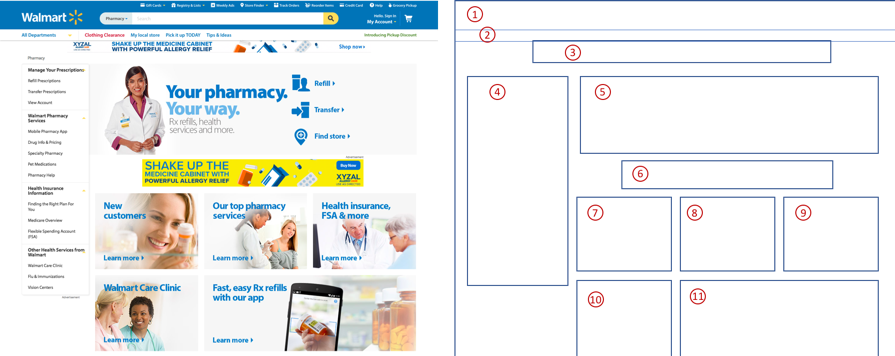 Gift Cards Registry & Lists Weekly Ads Store Finder Track Orders Reorder Items Credit Card Help Grocery Pickup
Walmart Pharmacy Search Hello, Sign in
My Account
All Departments Clothing Clearance My local store Pick it up TODAY Tips & Ideas Introducing Pickup Discount
XYZAL SHAKE UP THE MEDICINE CABINET
WITH POWERFUL ALLERGY RELIEF Shop now
Pharmacy
Manage Your Prescriptions
Refill Prescriptions
Transfer Prescriptions
View Account
Walmart Pharmacy
Services
Mobile Pharmacy App
Drug Info & Pricing
Specialty Pharmacy
Pet Medications
Pharmacy Help
Health Insurance
Information
Finding the Right Plan For
You
Medicare Overview
Flexible Spending Account
(FSA)
Other Health Services from
Walmart
Walmart Care Clinic
Flu & Immunizations
Vision Centers
Your pharmacy.
Your way.
Rx refills, health
services and more.
Refill
Transfer
Find store
SHAKE UP THE
MEDICINE CABINET WITH
POWERFUL ALLERGY RELIEF
Buy Now
XYZAL
New
customers
Learn more
Our top pharmacy
services
Learn more
Health insurance,
FSA & more
Learn more
Walmart Care Clinic
Learn more
Fast, easy Rx refills
with our app
Learn more
1
2
3
4
5
6
7
8
9
10
11